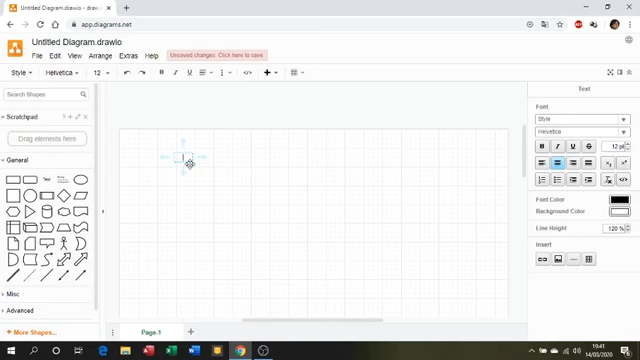 Untitled Diagram.drawio - draw
app.diagrams.net
Untitled Diagram.drawio
File Edit View Arrange Extras Help
Unsaved changes. Click here to save.
Style Helvetica 12 B I U
Search Shapes
Scratchpad
Drag elements here
General
Text
Misc
Advanced
+ More Shapes...
Page-1
Text
Font
Style
Helvetica
B I U S 12 pt
Font Color
Background Color
Line Height 120 %
Insert
19:41
14/03/2020